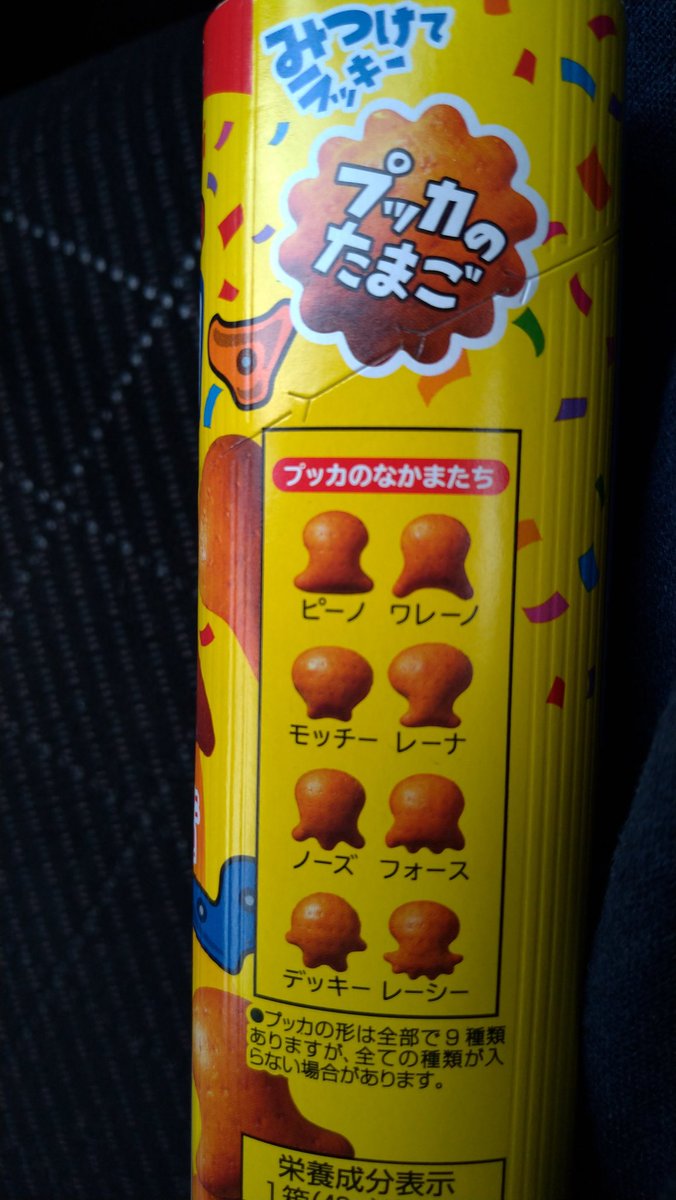 みつけて
ラッキー
プッカの
たまご
プッカのなかまたち
ピーノ ワレーノ
モッチー レーナ
ノーズ フォース
デッキー レーシー
●プッカの形は全部で9種類
ありますが、全ての種類が入
らない場合があります。
栄養成分表示